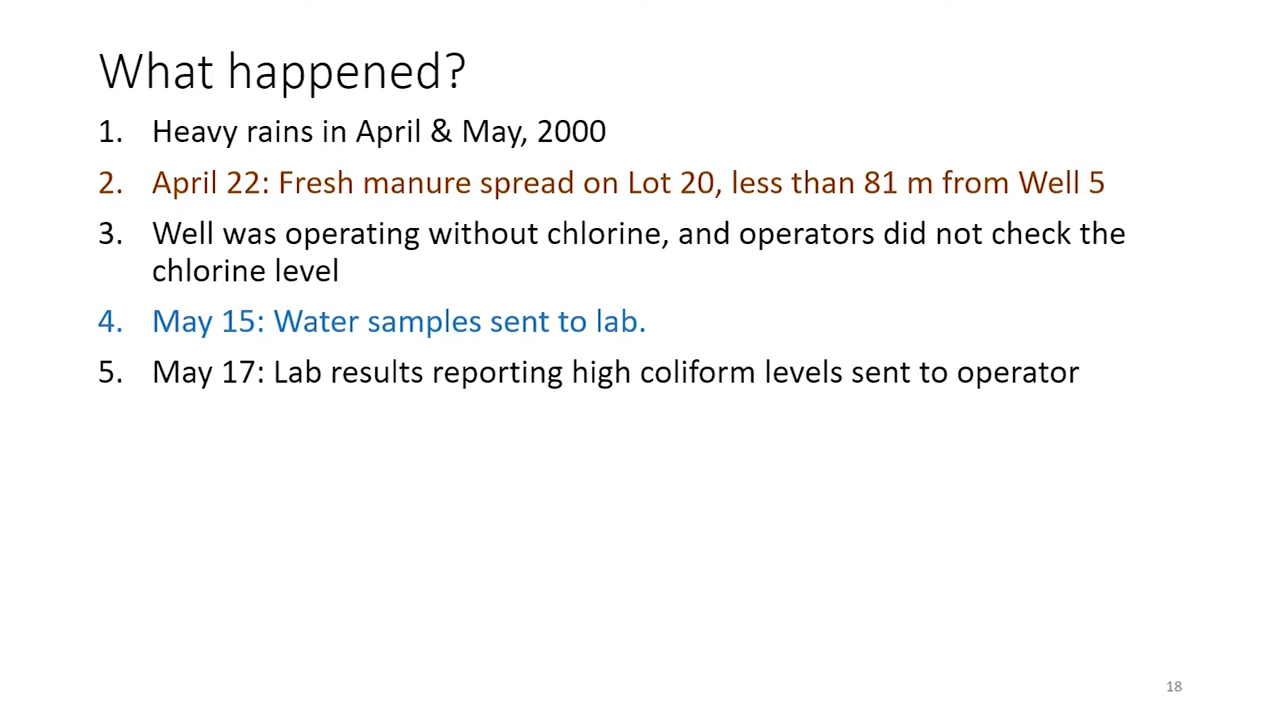 What happened?
1. Heavy rains in April & May, 2000
2. April 22: Fresh manure spread on Lot 20, less than 81 m from Well 5
3. Well was operating without chlorine, and operators did not check the
chlorine level
4. May 15: Water samples sent to lab.
5. May 17: Lab results reporting high coliform levels sent to operator
18